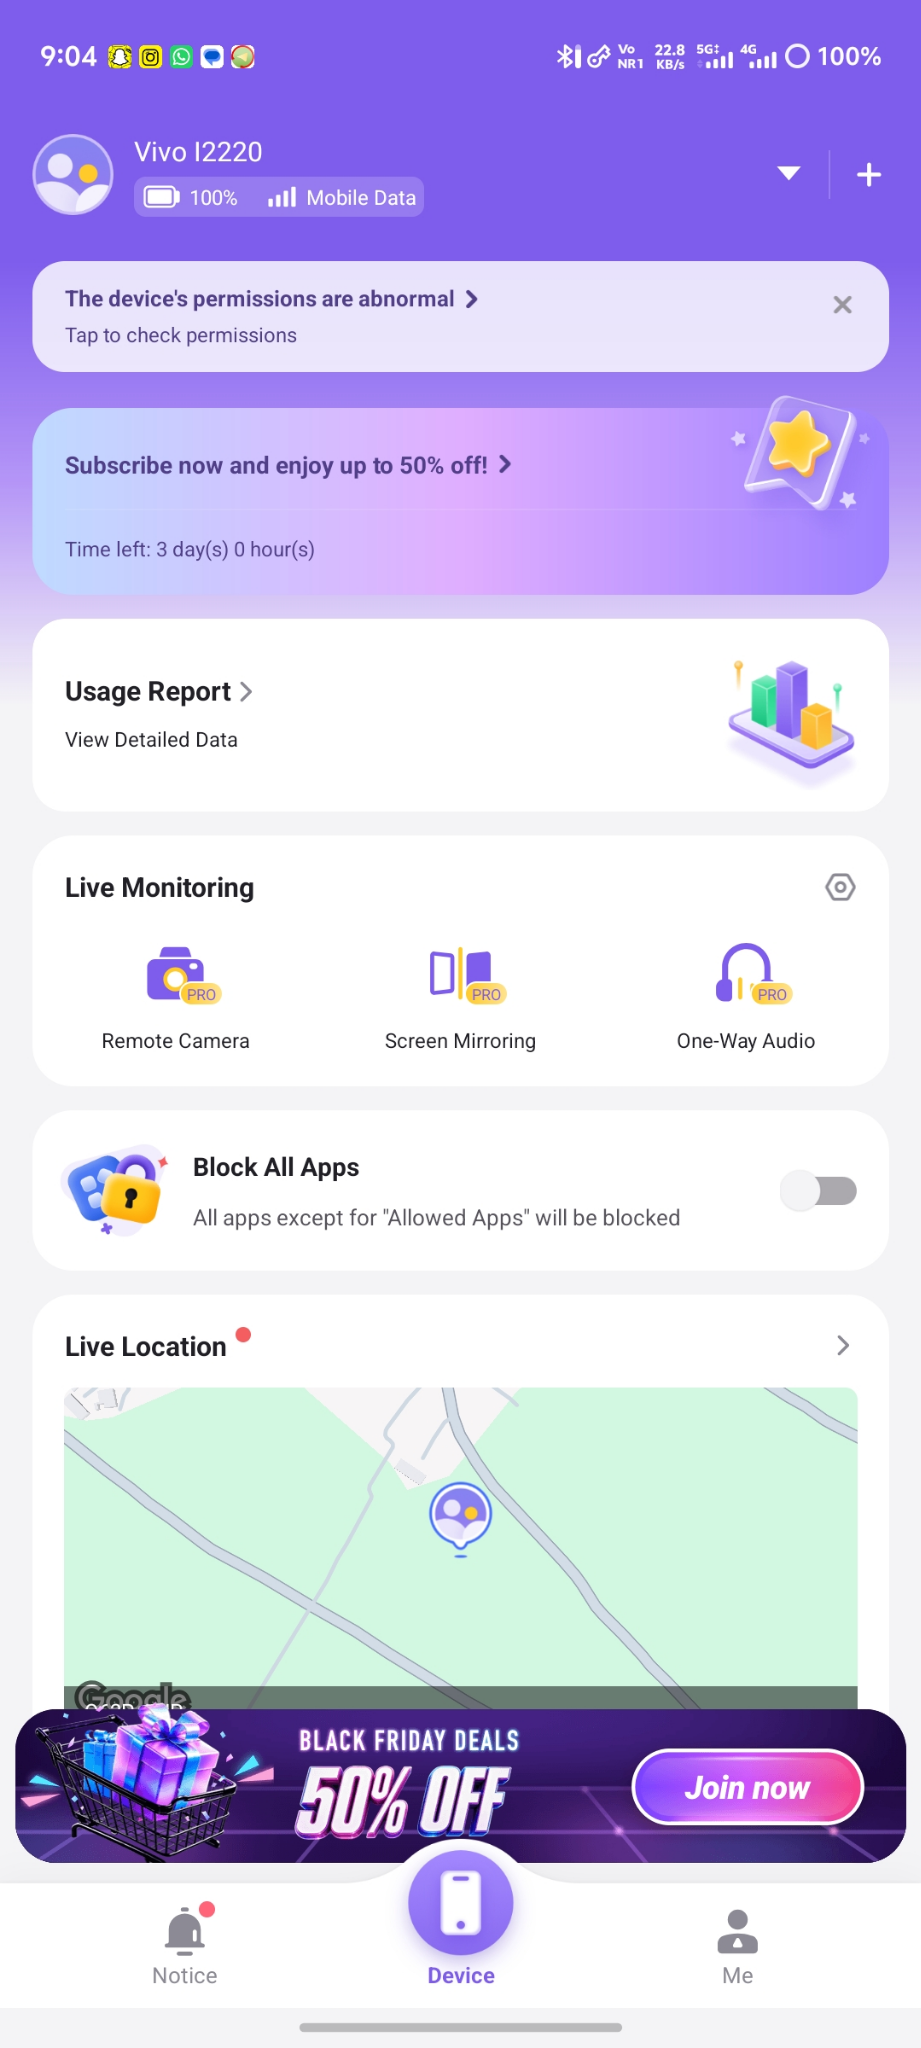 9:04
Vo
NR1
22.8
KB/s
5G
4G
100%
Vivo I2220
100%
Mobile Data
The device's permissions are abnormal
Tap to check permissions
Subscribe now and enjoy up to 50% off!
Time left: 3 day(s) 0 hour(s)
Usage Report
View Detailed Data
Live Monitoring
PRO
PRO
PRO
Remote Camera
Screen Mirroring
One-Way Audio
Block All Apps
All apps except for "Allowed Apps" will be blocked
Live Location
Google
BLACK FRIDAY DEALS
50% OFF
Join now
Notice
Device
Me